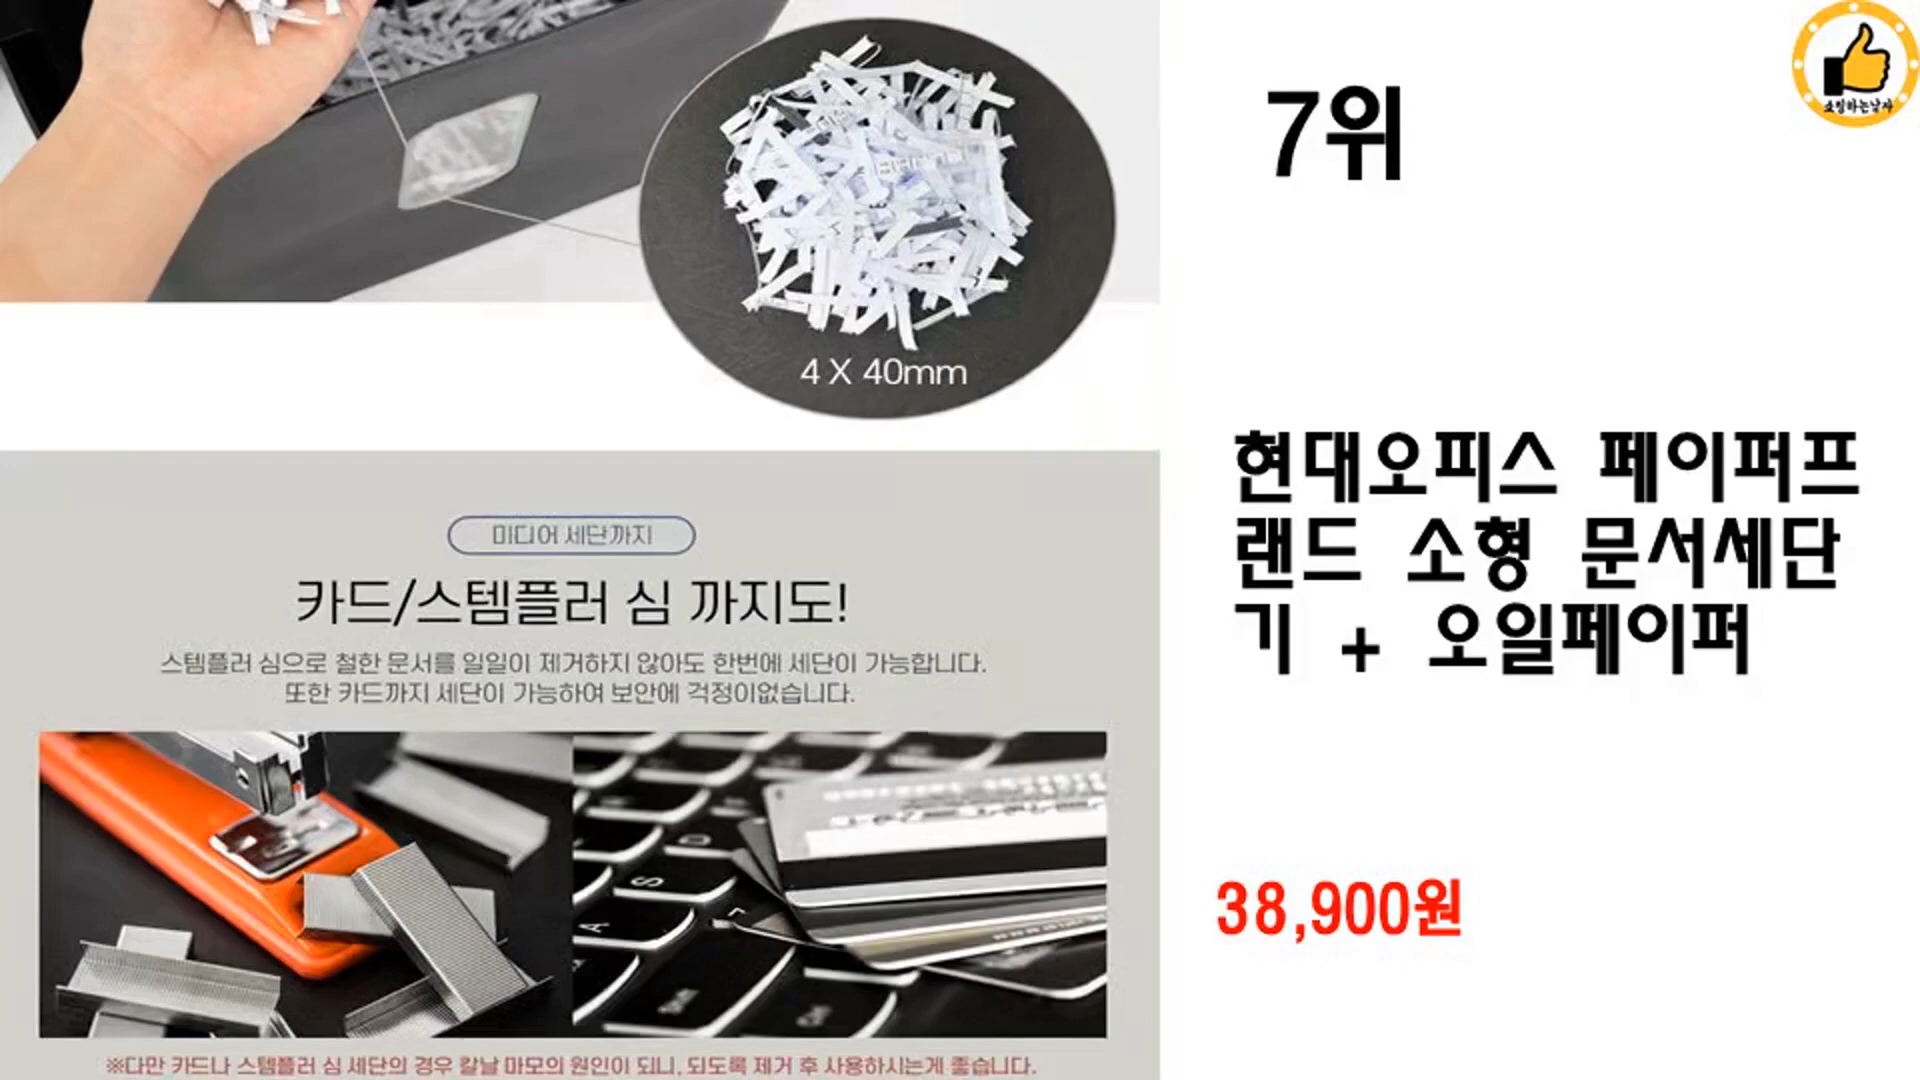 쇼핑하는남자
7위
4 X 40mm
현대오피스 페이퍼프
랜드 소형 문서세단
기 + 오일페이퍼
38,900원
미디어 세단까지
카드/스템플러 심 까지도!
스템플러 심으로 철한 문서를 일일이 제거하지 않아도 한번에 세단이 가능합니다.
또한 카드까지 세단이 가능하여 보안에 걱정이없습니다.
※다만 카드나 스템플러 심 세단의 경우 칼날 마모의 원인이 되니, 되도록 제거 후 사용하시는게 좋습니다.